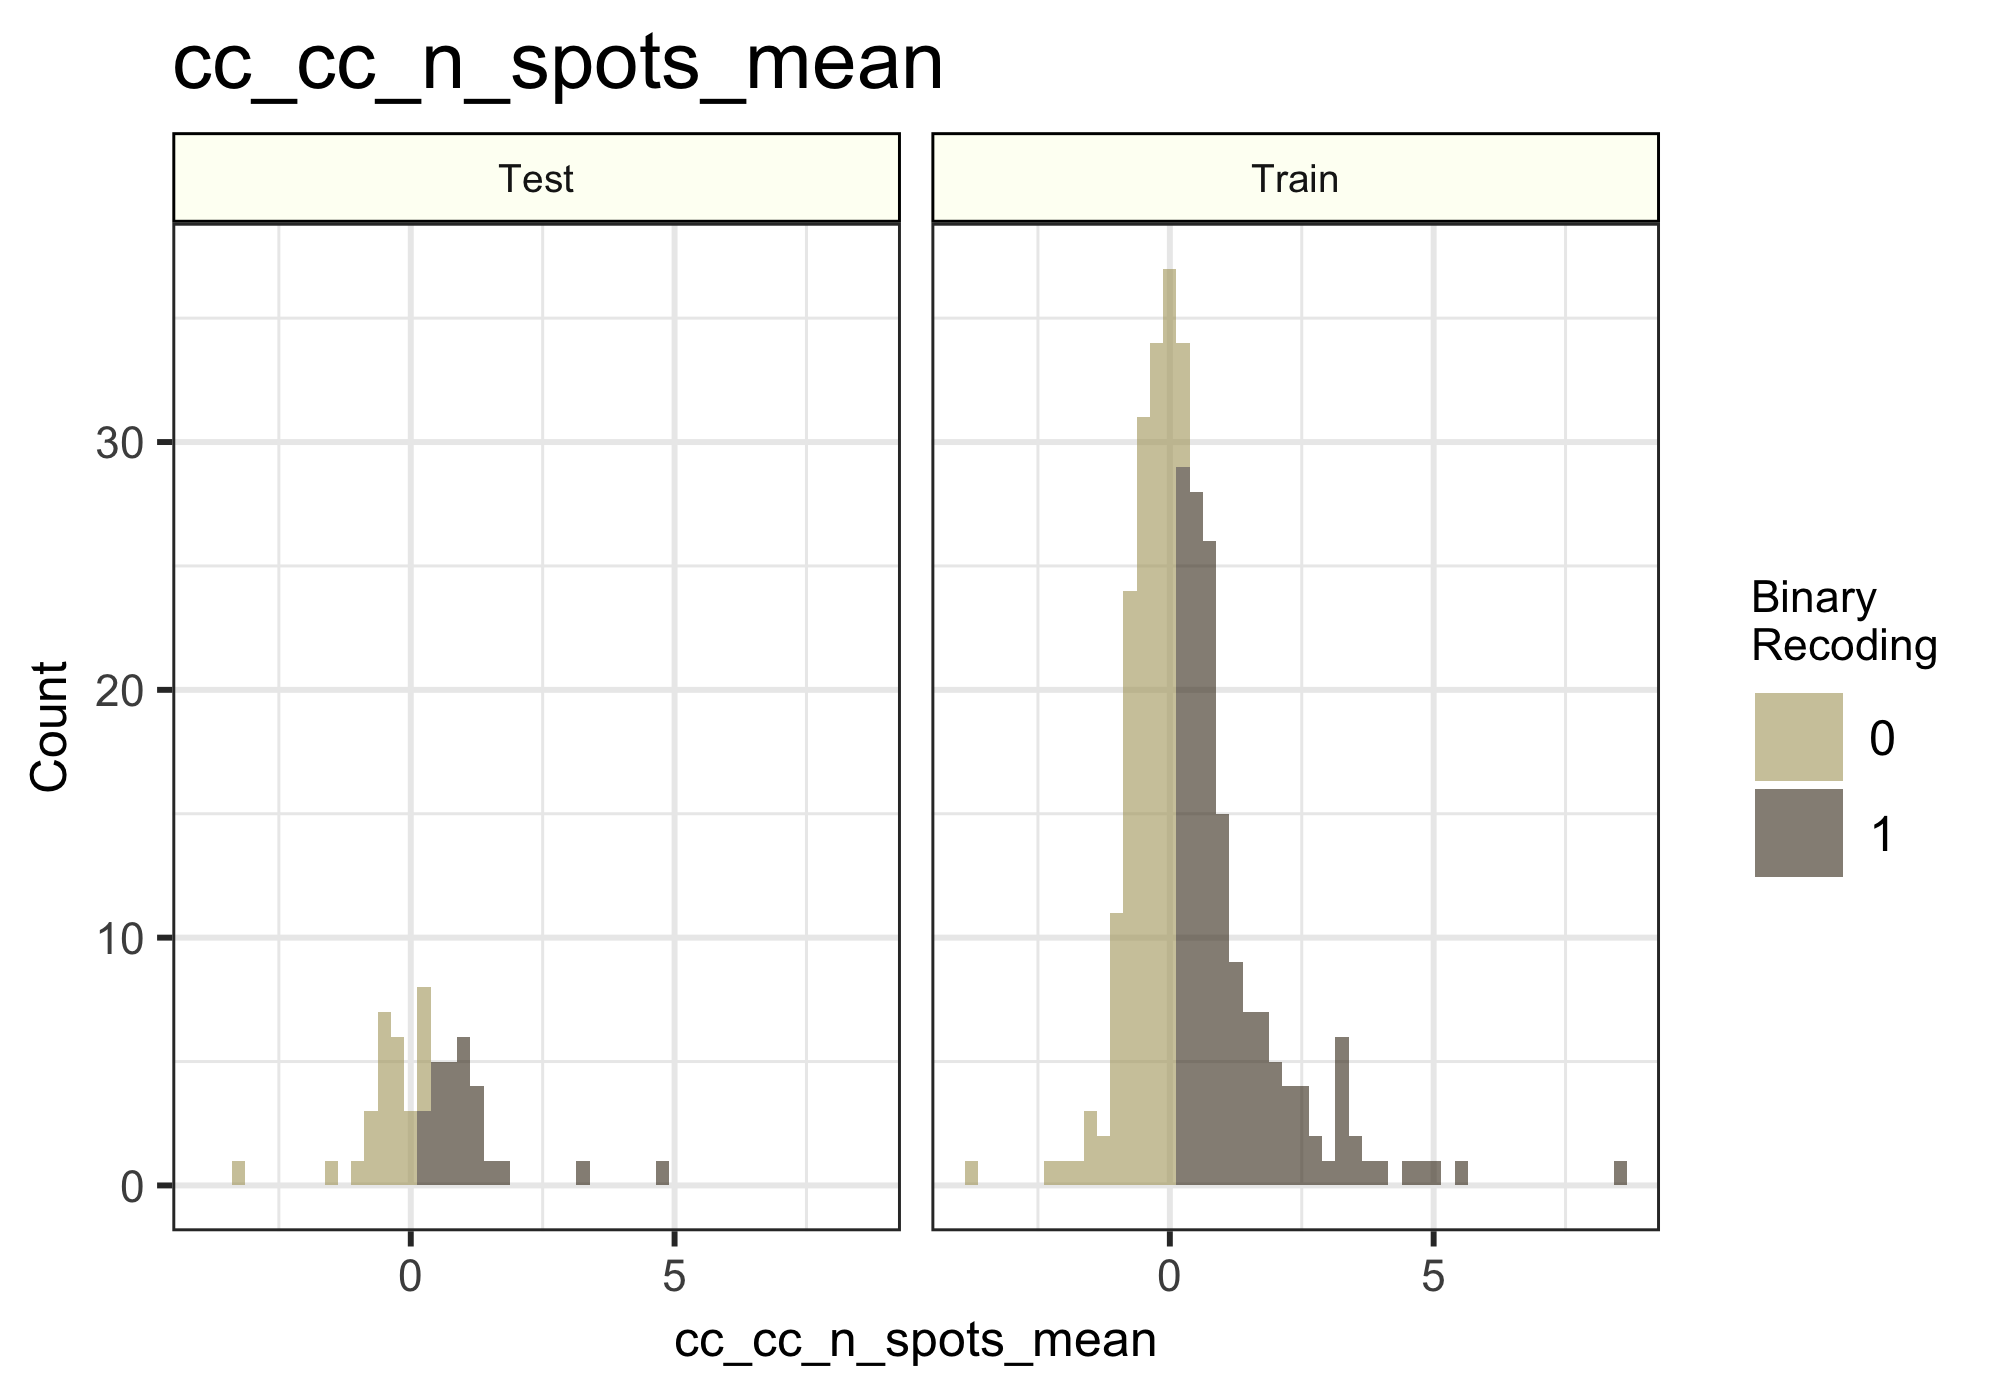 cc_cc_n_spots_mean
Test
Train
30
20
10
0
Count
0
5
0
5
cc_cc_n_spots_mean
Binary
Recoding
0
1